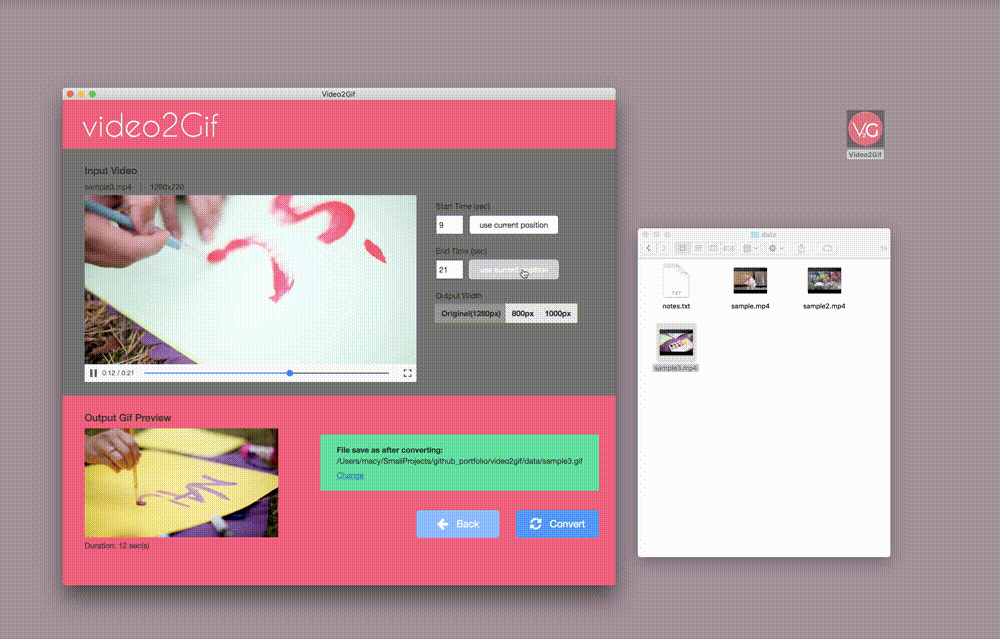 Video2Gif
video2Gif
V2G
Video2Gif
Input Video
sample3.mp4 | 1280x720
Start Time (sec)
9
use current position
End Time (sec)
21
use current position
Output Width
Original(1280px)
800px
1000px
0:12 / 0:21
Output Gif Preview
Duration: 12 sec(s)
File save as after converting:
/Users/macy/SmallProjects/github_portfolio/video2gif/data/sample3.gif
Change
Back
Convert
data
TXT
notes.txt
sample.mp4
sample2.mp4
sample3.mp4